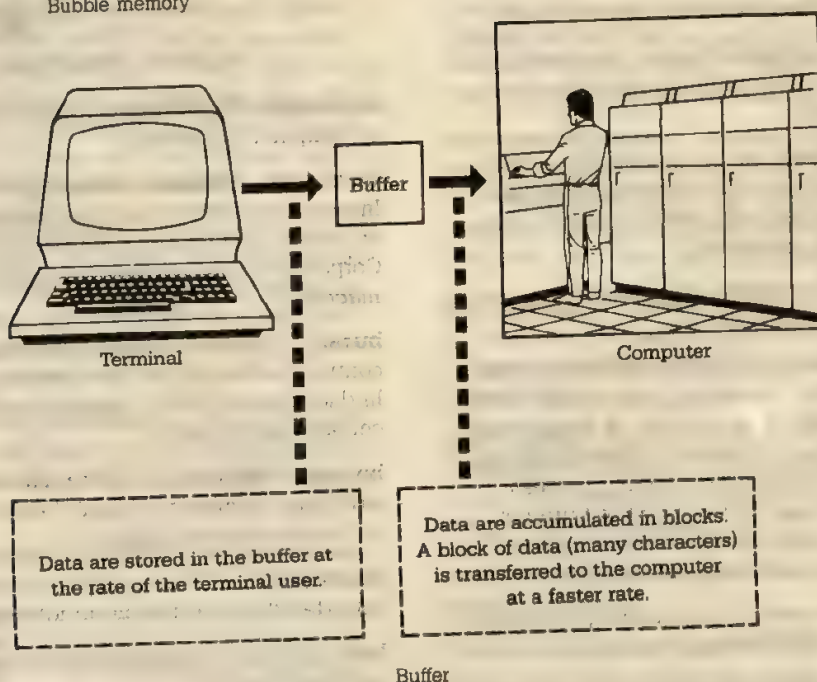 Bubble memory
Buffer
Terminal
Computer
Data are stored in the buffer at
the rate of the terminal user.
Data are accumulated in blocks.
A block of data (many characters)
is transferred to the computer
at a faster rate.
Buffer